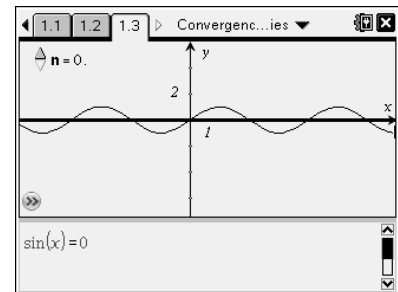 1.1 1.2 1.3 Convergenc...ies
n = 0.
y
2
x
1
sin(x)=0